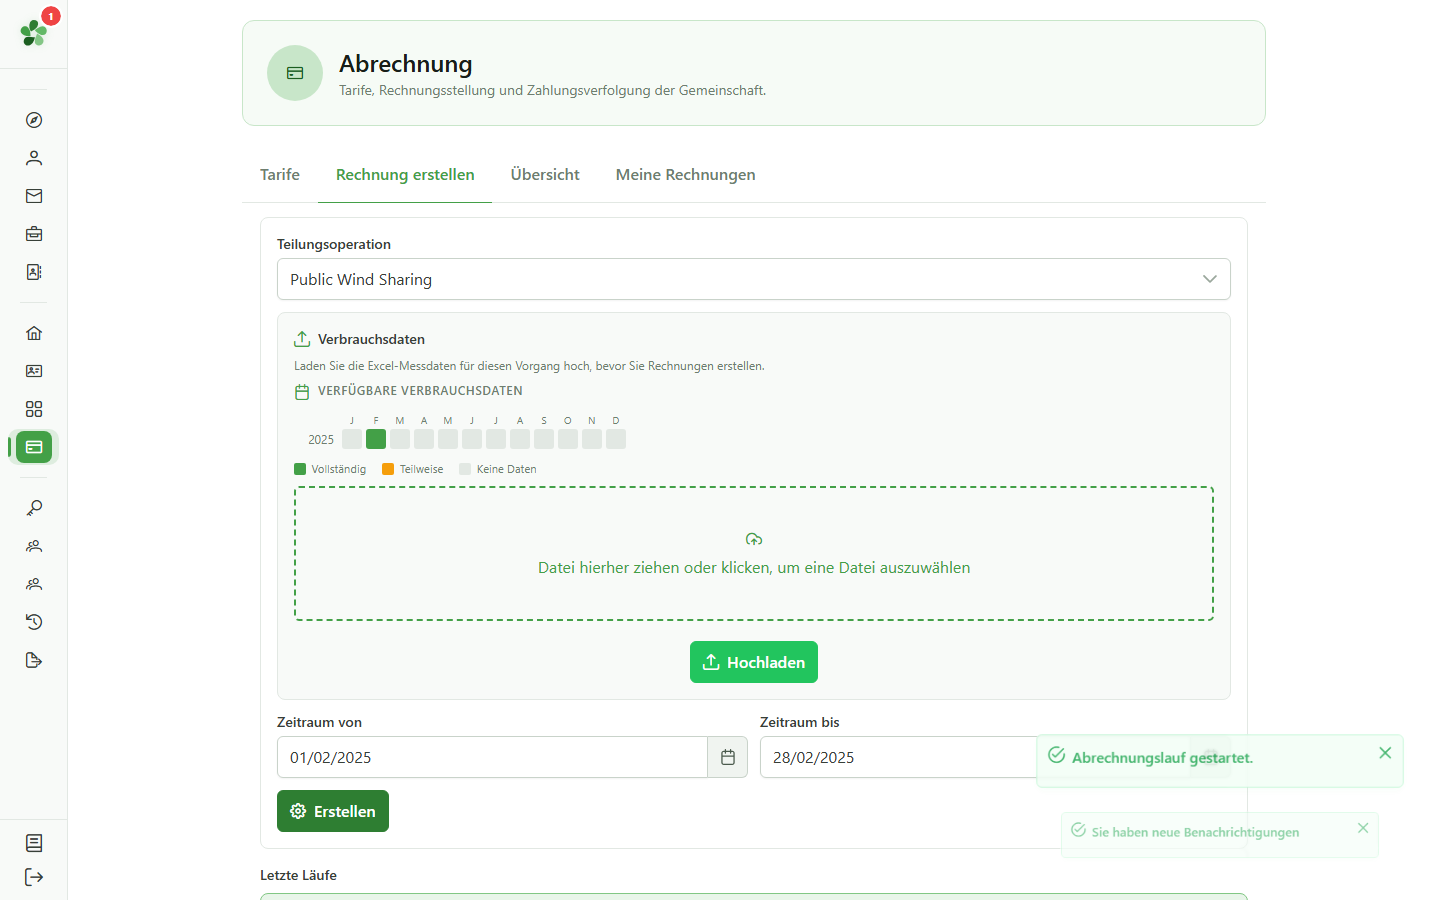 1
Abrechnung
Tarife, Rechnungsstellung und Zahlungsverfolgung der Gemeinschaft.
Tarife
Rechnung erstellen
Übersicht
Meine Rechnungen
Teilungsoperation
Public Wind Sharing
Verbrauchsdaten
Laden Sie die Excel-Messdaten für diesen Vorgang hoch, bevor Sie Rechnungen erstellen.
VERFÜGBARE VERBRAUCHSDATEN
J F M A M J J A S O N D
2025
Vollständig
Teilweise
Keine Daten
Datei hierher ziehen oder klicken, um eine Datei auszuwählen
Hochladen
Zeitraum von
Zeitraum bis
01/02/2025
28/02/2025
Abrechnungslauf gestartet.
Erstellen
Sie haben neue Benachrichtigungen
Letzte Läufe